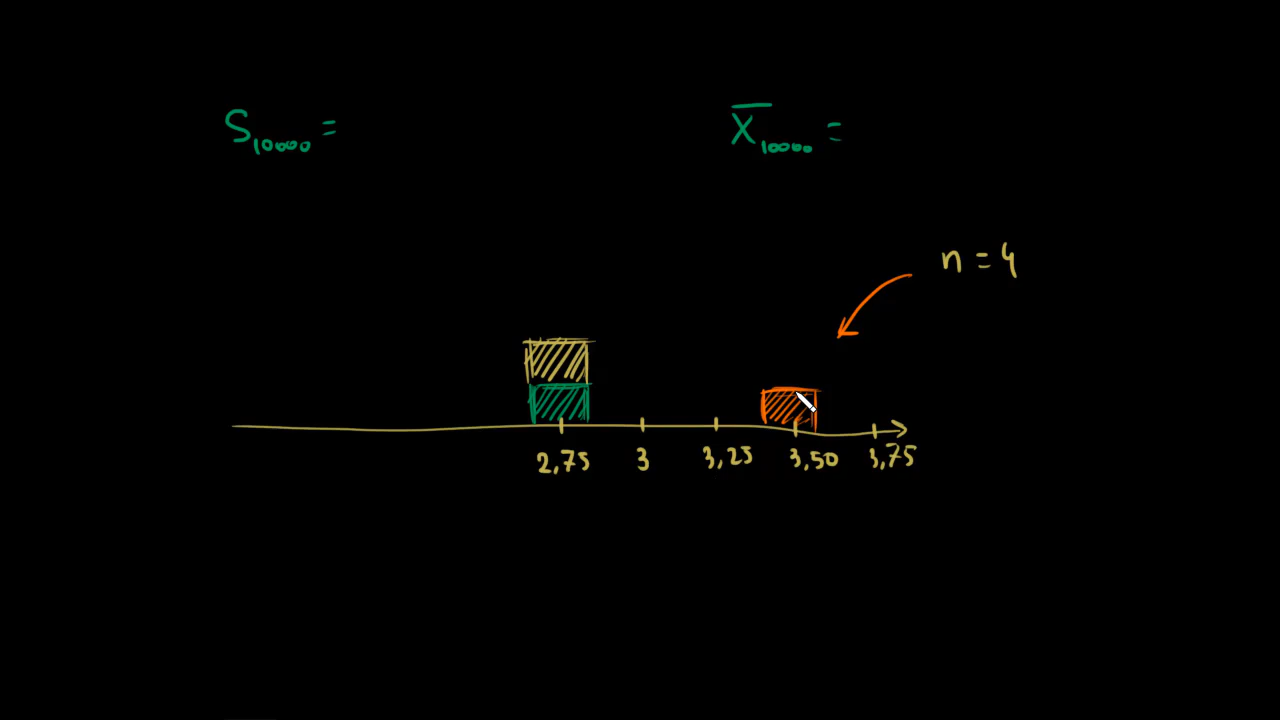 S₁₀₀₀₀ =
X̄₁₀₀₀₀ =
n = 4
2,75 3 3,25 3,50 3,75